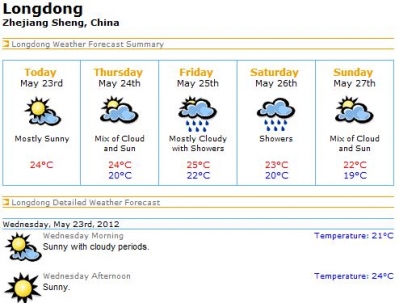 Longdong
Zhejiang Sheng, China
Longdong Weather Forecast Summary
Today Thursday Friday Saturday Sunday
May 23rd May 24th May 25th May 26th May 27th
Mostly Sunny Mix of Cloud and Sun Mostly Cloudy with Showers Showers Mix of Cloud and Sun
24°C 24°C 25°C 23°C 22°C
20°C 22°C 20°C 19°C
Longdong Detailed Weather Forecast
Wednesday, May 23rd, 2012
Wednesday Morning Temperature: 21°C
Sunny with cloudy periods.
Wednesday Afternoon Temperature: 24°C
Sunny.